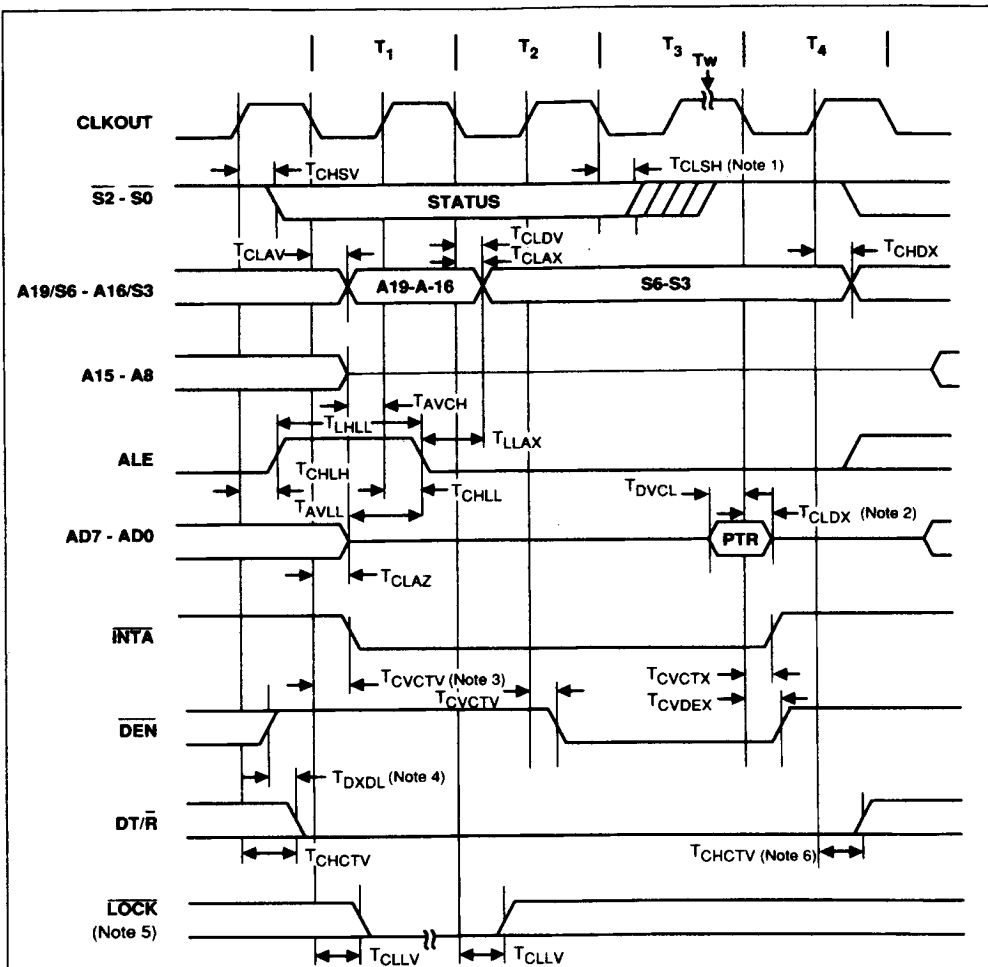 T1 T2 T3 T4
Tw
CLKOUT
TCHSV TCLSH (Note 1)
S2 - S0 STATUS
TCLAV TCLDV TCHDX
TCLAX
A19/S6 - A16/S3 A19-A-16 S6-S3
A15 - A8
TAVCH
TLHLL TLLAX
ALE
TCHLH TCHLL TDVCL
TAVLL TCLDX (Note 2)
AD7 - AD0 PTR
TCLAZ
INTA
TCVCTV (Note 3) TCVCTX
TCVCTV TCVDEX
DEN
TDXDL (Note 4)
DT/R
TCHCTV TCHCTV (Note 6)
LOCK
(Note 5)
TCLLV TCLLV